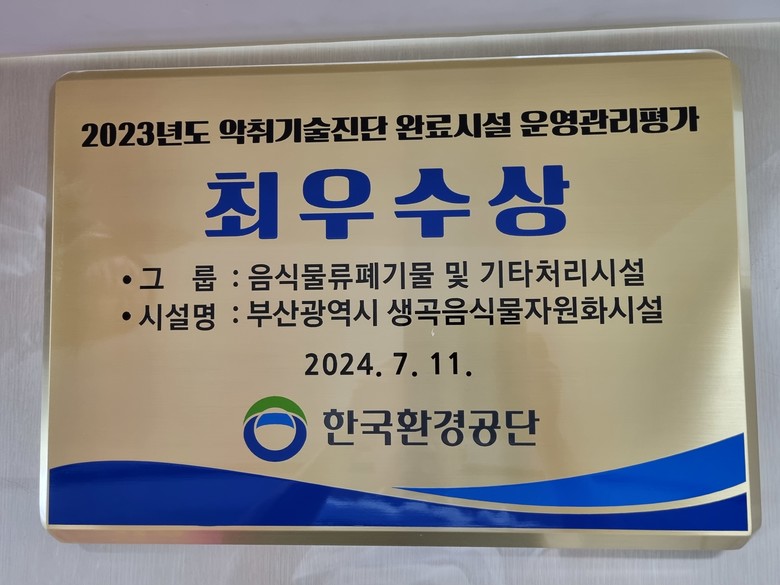 2023년도 악취기술진단 완료시설 운영관리평가
최우수상
• 그 룹 : 음식물류폐기물 및 기타처리시설
• 시설명 : 부산광역시 생곡음식물자원화시설
2024. 7. 11.
한국환경공단